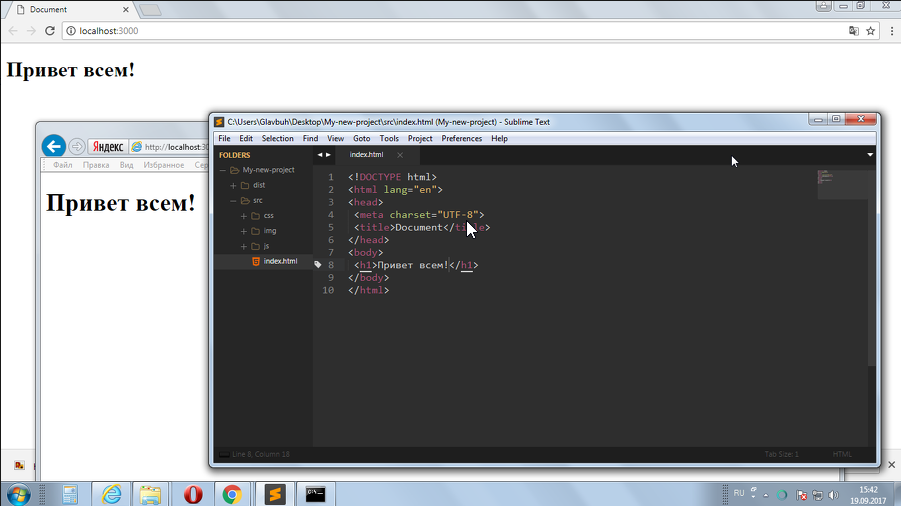 Document
localhost:3000
Привет всем!
Яндекс
http://localhost:30
Файл Правка Вид Избранное Сер
Привет всем!
C:\Users\Glavbuh\Desktop\My-new-project\src\index.html (My-new-project) - Sublime Text
File Edit Selection Find View Goto Tools Project Preferences Help
FOLDERS
My-new-project
dist
src
css
img
js
index.html
index.html
1 <!DOCTYPE html>
2 <html lang="en">
3 <head>
4 <meta charset="UTF-8">
5 <title>Document</title>
6 </head>
7 <body>
8 <h1>Привет всем!</h1>
9 </body>
10 </html>
Line 8, Column 18
Tab Size: 1
HTML
RU
15:42
19.09.2017